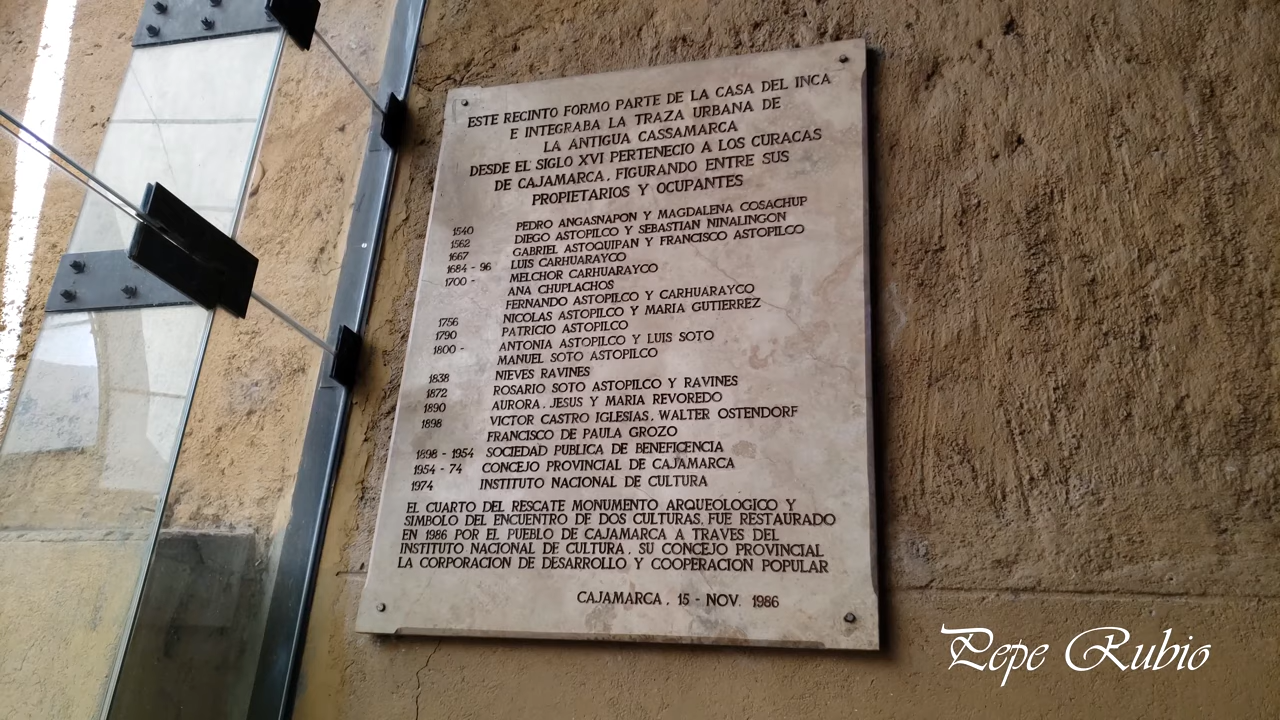 ESTE RECINTO FORMO PARTE DE LA CASA DEL INCA
E INTEGRABA LA TRAZA URBANA DE
LA ANTIGUA CASSAMARCA
DESDE EL SIGLO XVI PERTENECIO A LOS CURACAS
DE CAJAMARCA, FIGURANDO ENTRE SUS
PROPIETARIOS Y OCUPANTES
1540 PEDRO ANGASNAPON Y MAGDALENA COSACHUP
1562 DIEGO ASTOPILCO Y SEBASTIAN NINALINGON
1667 GABRIEL ASTOQUIPAN Y FRANCISCO ASTOPILCO
1684 - 96 LUIS CARHUARAYCO
1700 - MELCHOR CARHUARAYCO
ANA CHUPLACHOS
FERNANDO ASTOPILCO Y CARHUARAYCO
1756 NICOLAS ASTOPILCO Y MARIA GUTIERREZ
1790 PATRICIO ASTOPILCO
1800 - ANTONIA ASTOPILCO Y LUIS SOTO
MANUEL SOTO ASTOPILCO
1838 NIEVES RAVINES
1872 ROSARIO SOTO ASTOPILCO Y RAVINES
1890 AURORA, JESUS Y MARIA REVOREDO
1898 VICTOR CASTRO IGLESIAS, WALTER OSTENDORF
FRANCISCO DE PAULA GROZO
1898 - 1954 SOCIEDAD PUBLICA DE BENEFICENCIA
1954 - 74 CONCEJO PROVINCIAL DE CAJAMARCA
1974 INSTITUTO NACIONAL DE CULTURA
EL CUARTO DEL RESCATE MONUMENTO ARQUEOLOGICO Y
SIMBOLO DEL ENCUENTRO DE DOS CULTURAS, FUE RESTAURADO
EN 1986 POR EL PUEBLO DE CAJAMARCA A TRAVES DEL
INSTITUTO NACIONAL DE CULTURA, SU CONCEJO PROVINCIAL
LA CORPORACION DE DESARROLLO Y COOPERACION POPULAR
CAJAMARCA, 15 - NOV. 1986
Pepe Rubio